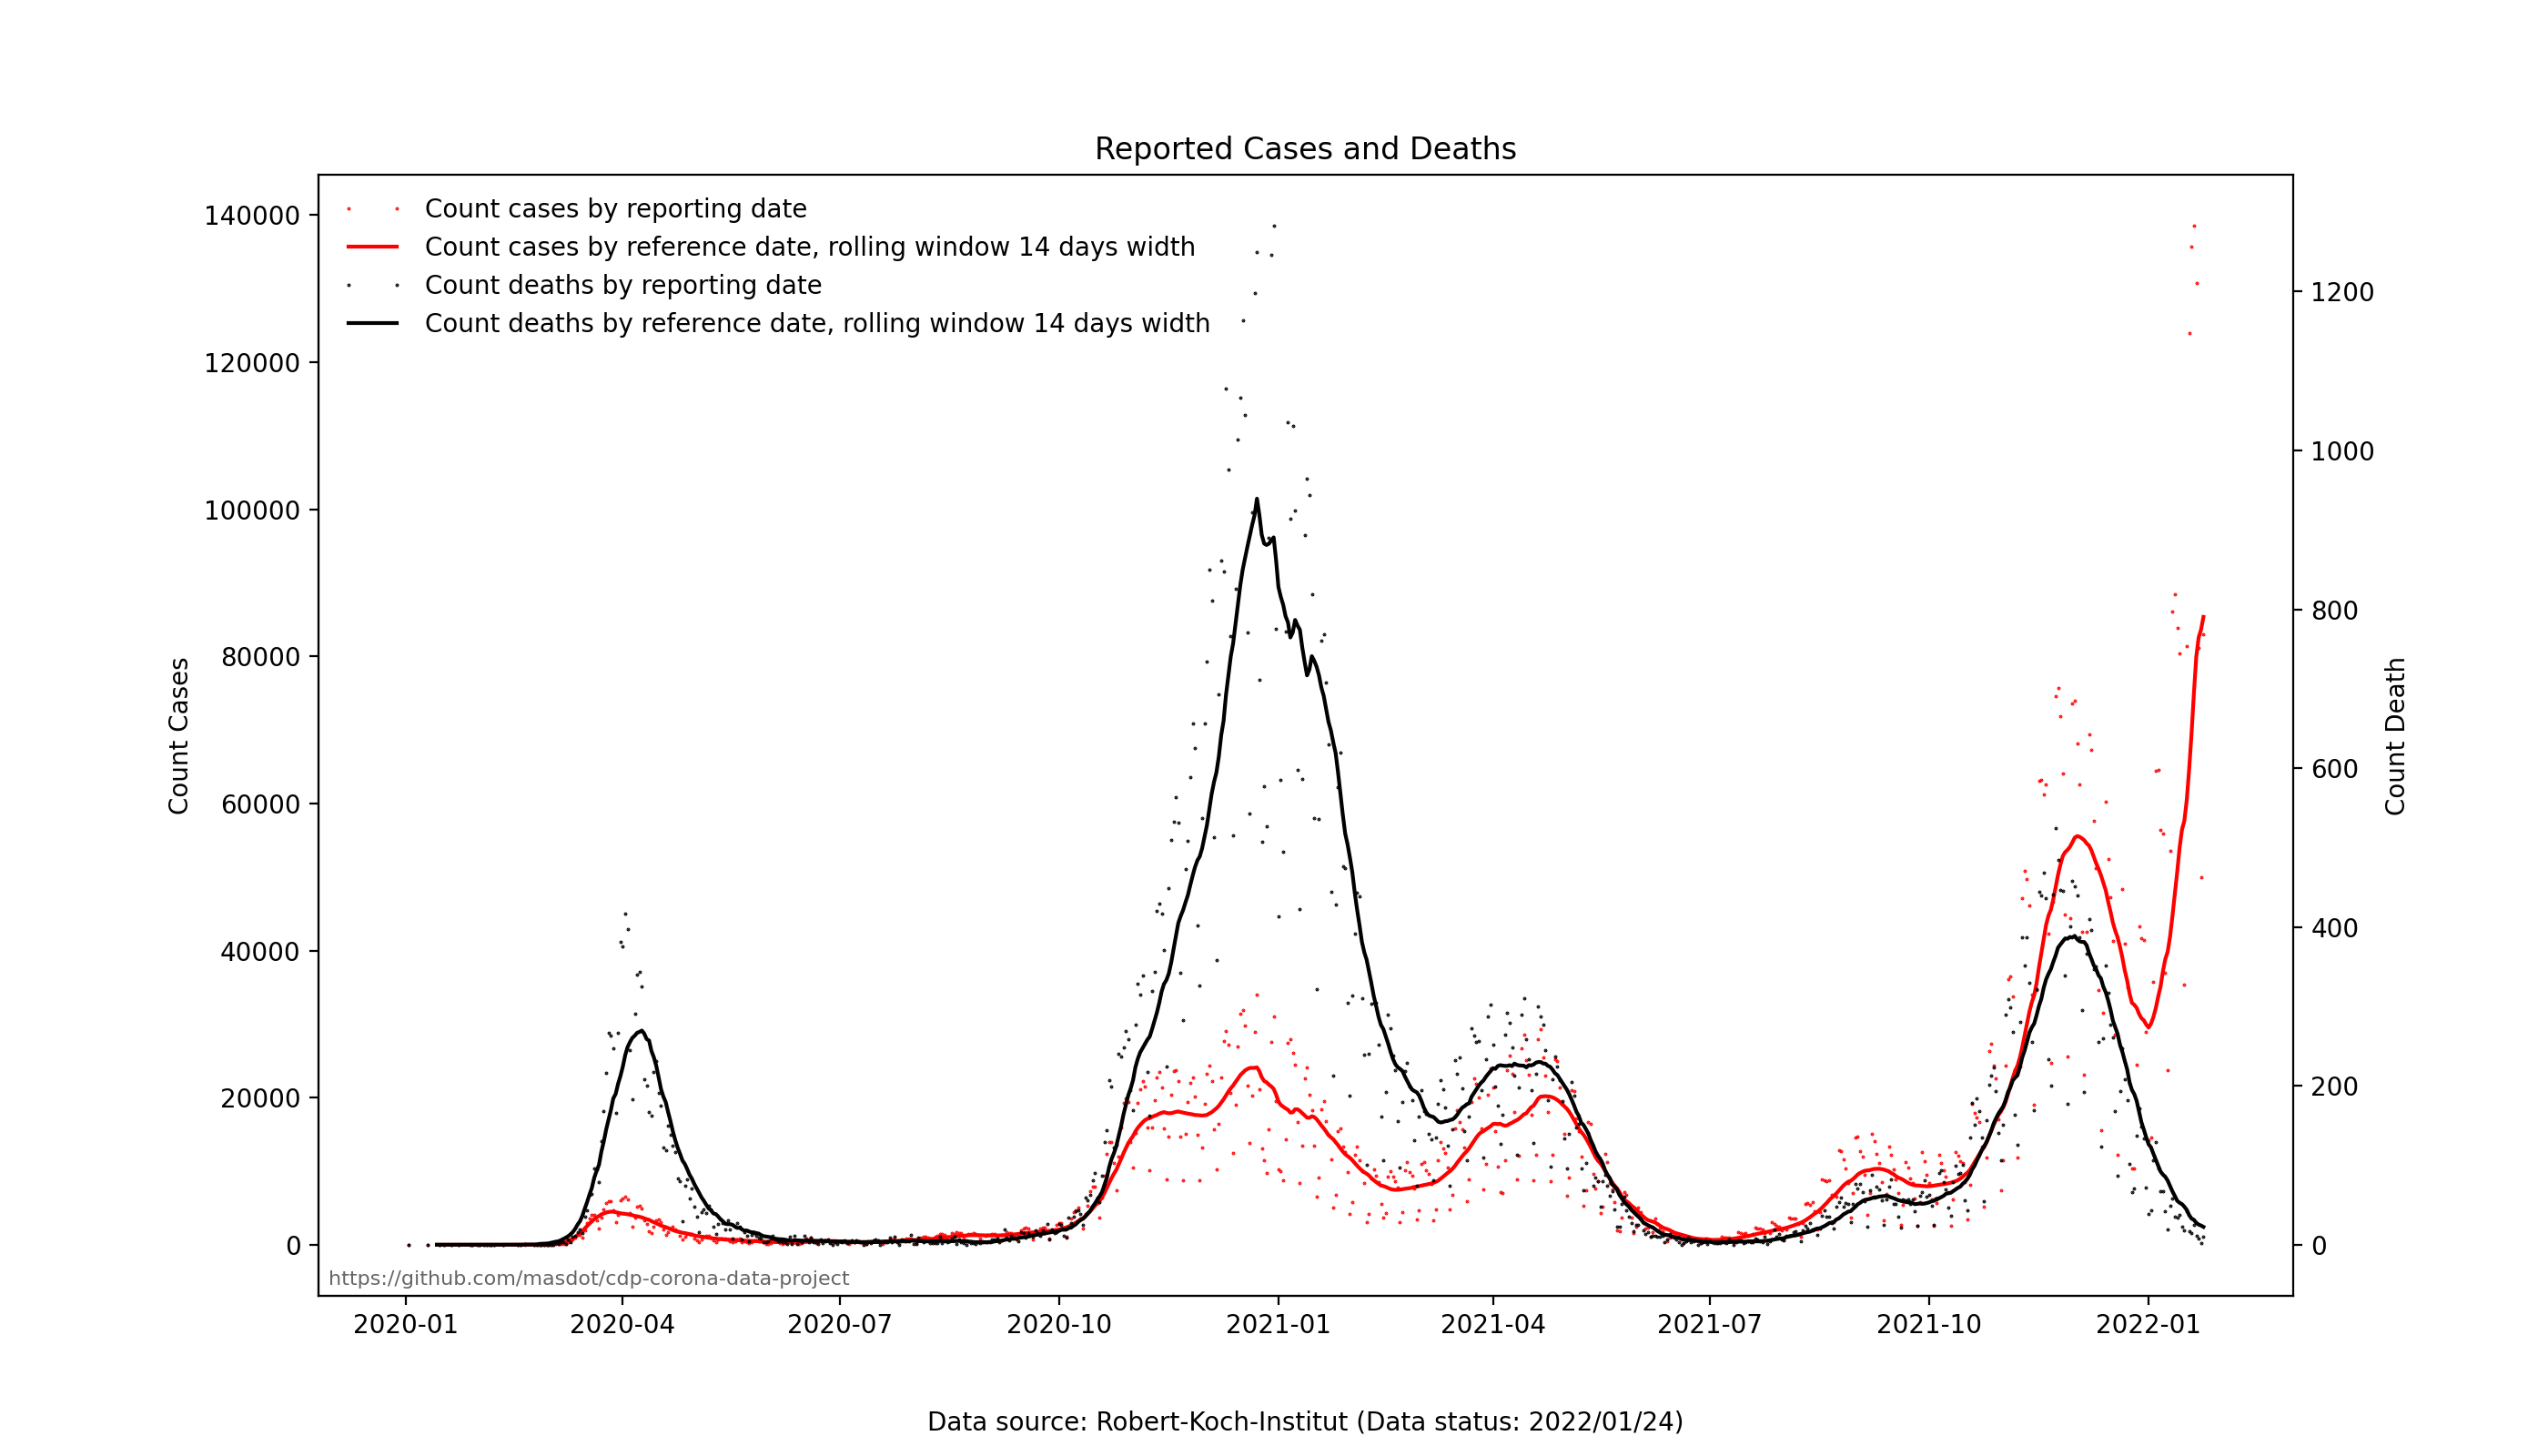 Reported Cases and Deaths
Count cases by reporting date
Count cases by reference date, rolling window 14 days width
Count deaths by reporting date
Count deaths by reference date, rolling window 14 days width
140000
120000
100000
80000
60000
40000
20000
0
Count Cases
1200
1000
800
600
400
200
0
Count Death
https://github.com/masdot/cdp-corona-data-project
2020-01 2020-04 2020-07 2020-10 2021-01 2021-04 2021-07 2021-10 2022-01
Data source: Robert-Koch-Institut (Data status: 2022/01/24)